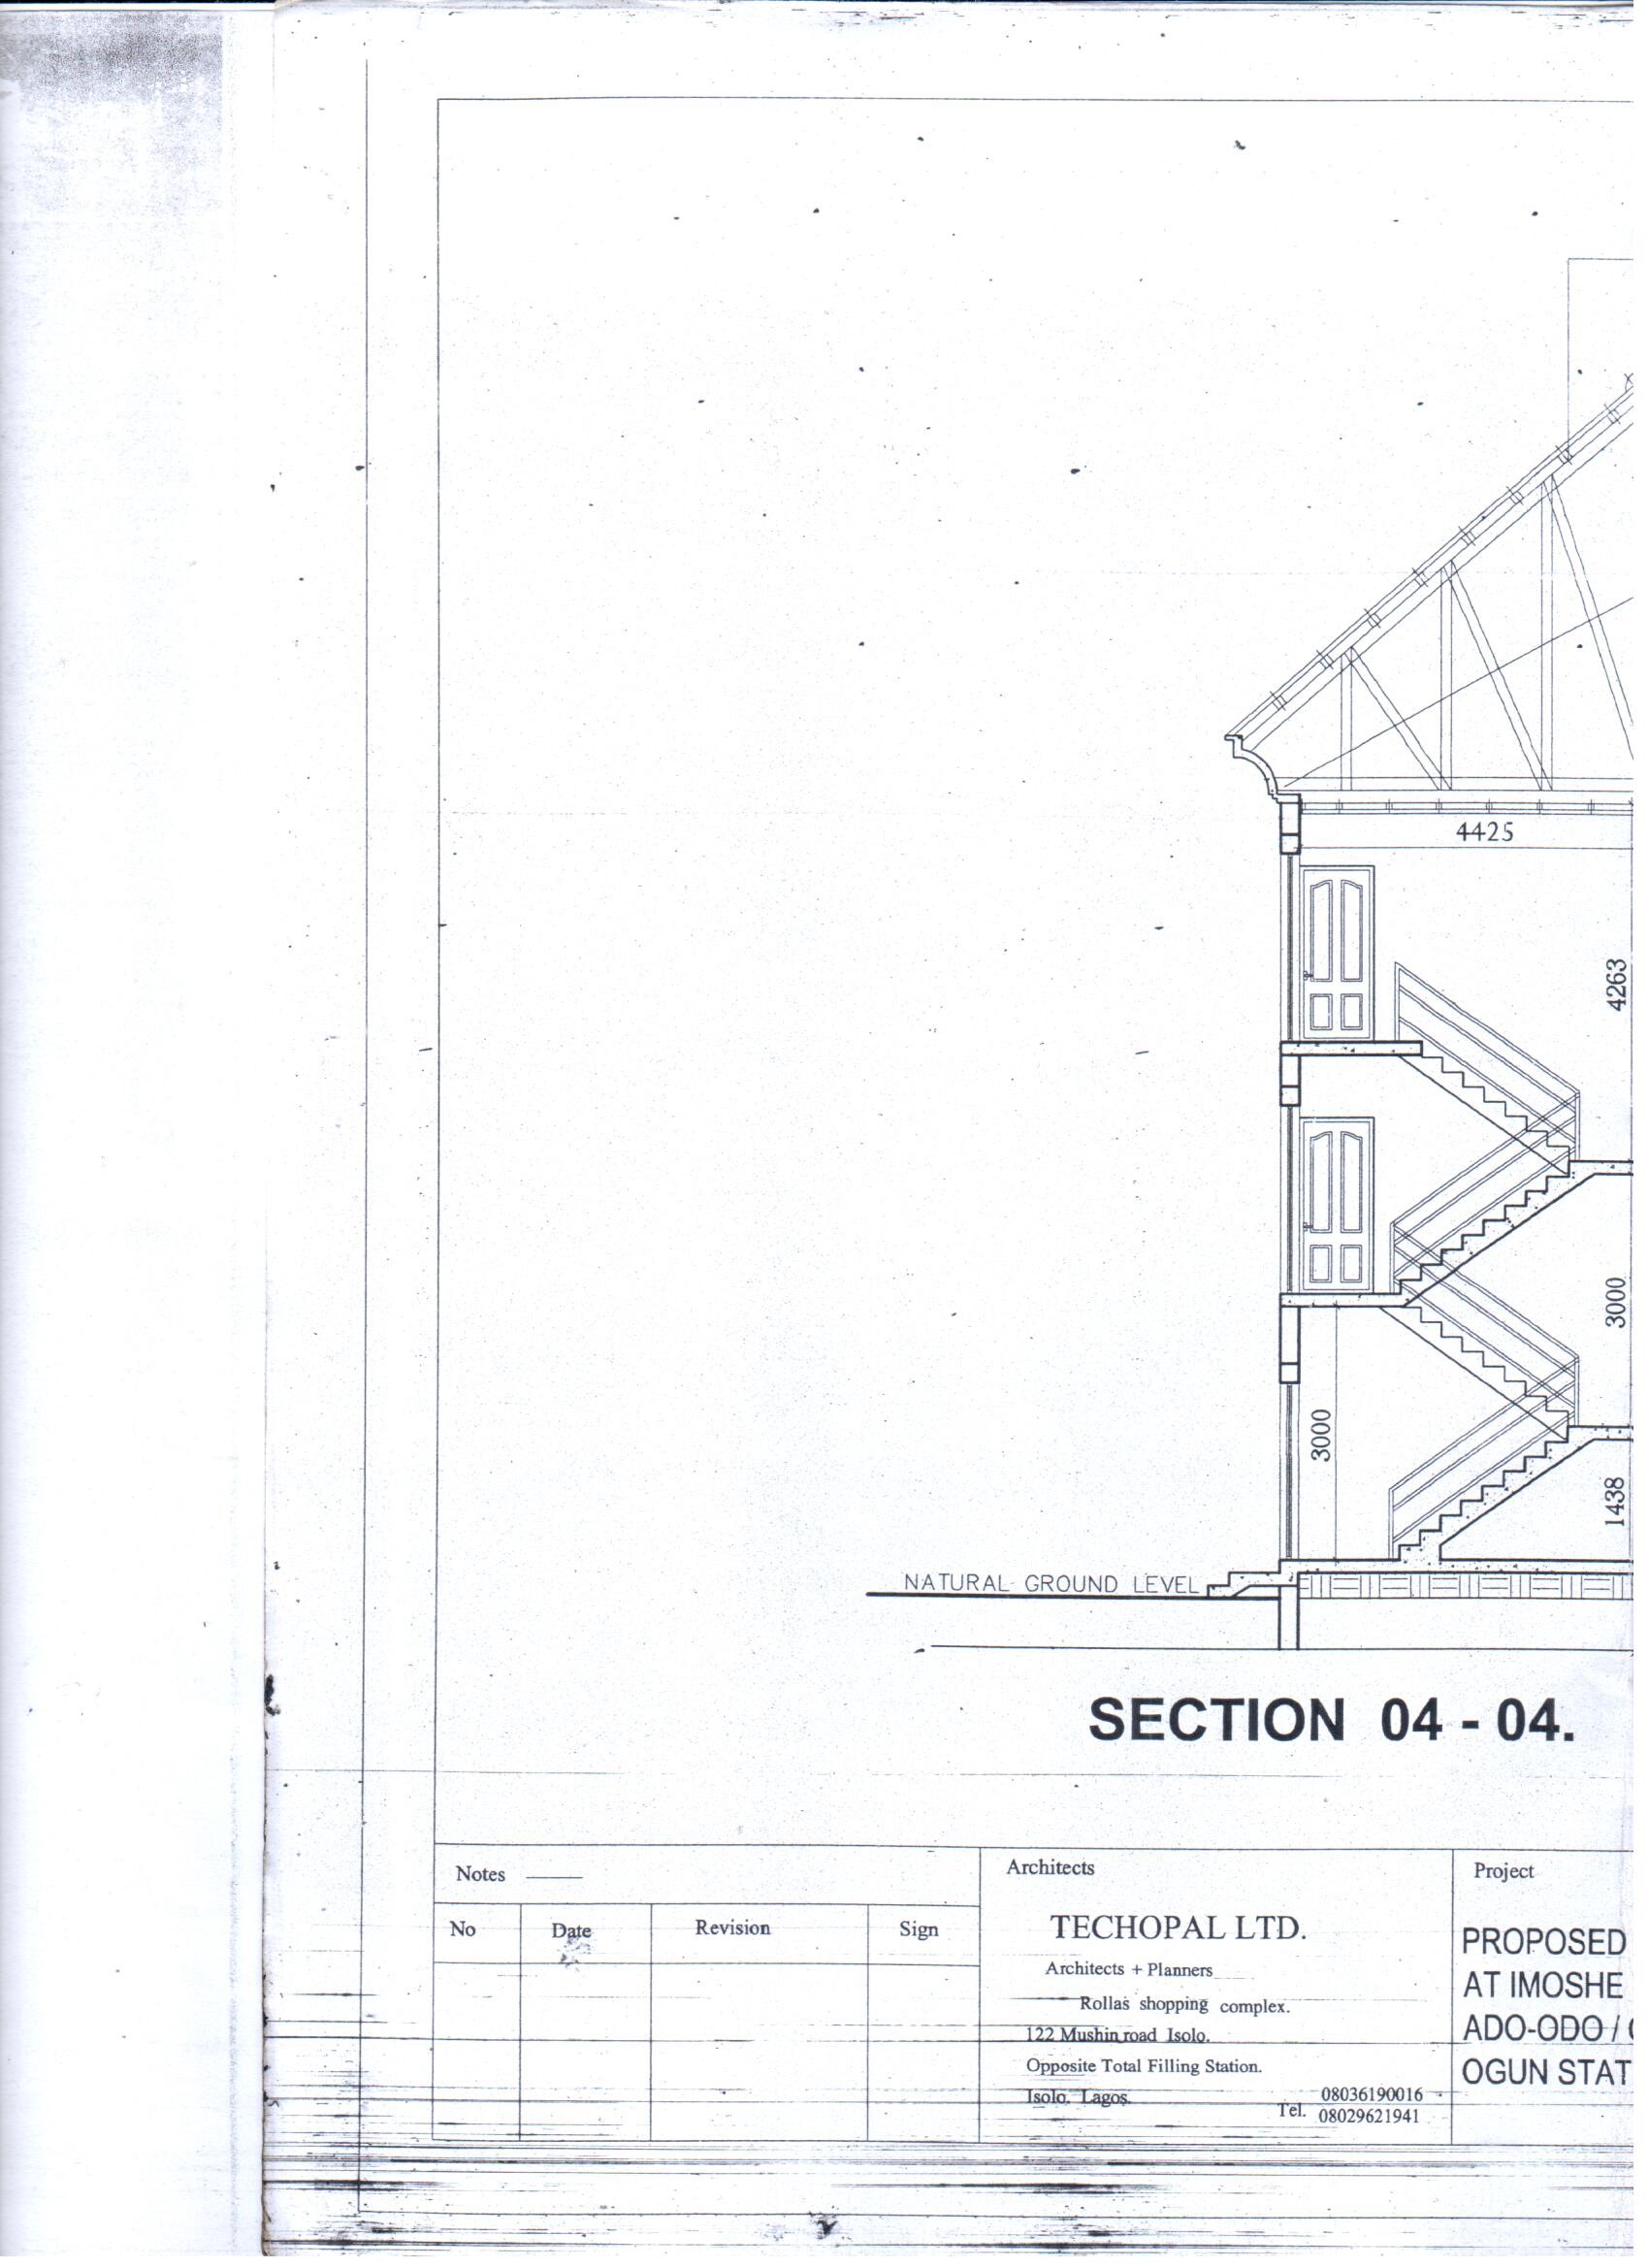 4425
4263
3000
3000
1438
NATURAL GROUND LEVEL
SECTION 04 - 04.
Notes
No Date Revision Sign
Architects
TECHOPAL LTD.
Architects + Planners
Rollas shopping complex.
122 Mushin road Isolo.
Opposite Total Filling Station.
Isolo. Lagos.
Tel. 08036190016
08029621941
Project
PROPOSED
AT IMOSHE
ADO-ODO /
OGUN STAT